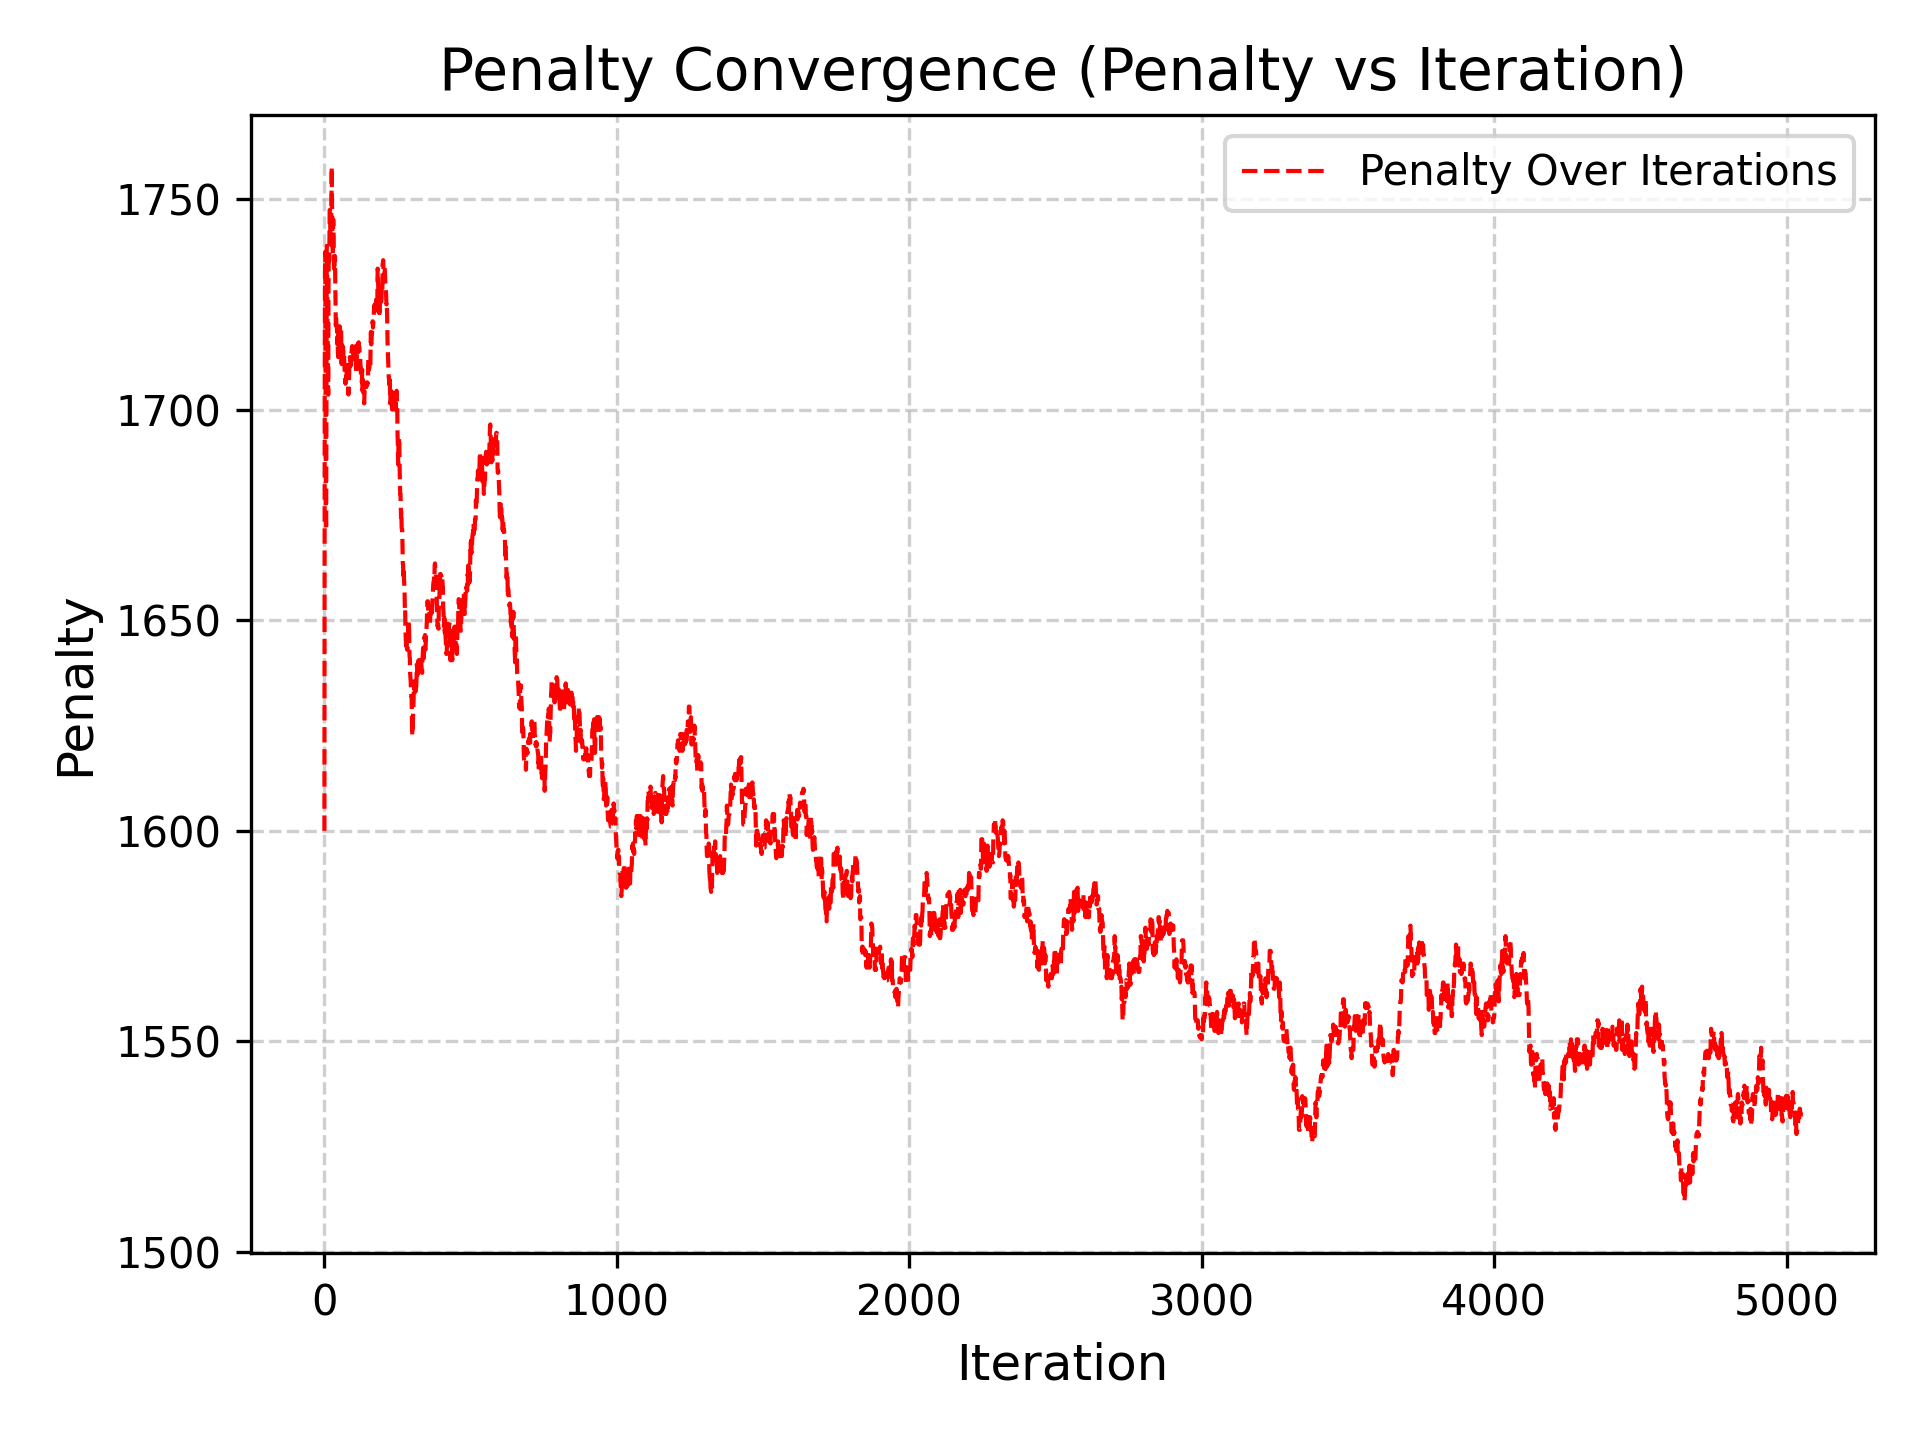 Penalty Convergence (Penalty vs Iteration)
Penalty Over Iterations
1750
1700
1650
1600
1550
1500
Penalty
0 1000 2000 3000 4000 5000
Iteration